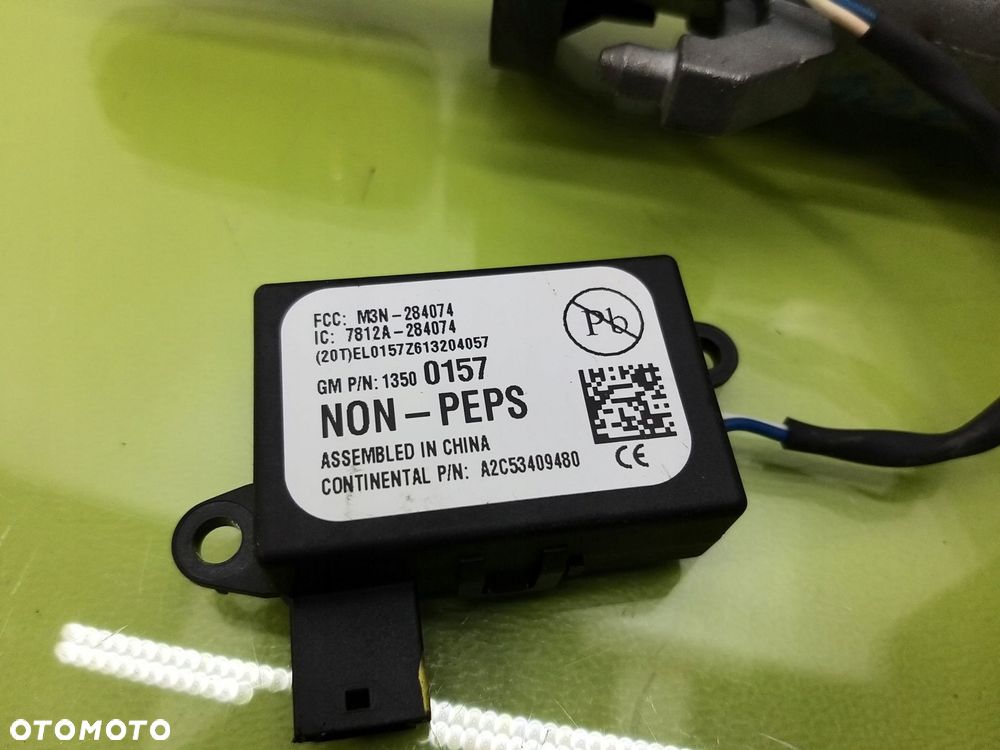 FCC: M3N-284074
IC: 7812A-284074
(20T)EL0157Z613204057
GM P/N: 1350 0157
NON-PEPS
ASSEMBLED IN CHINA
CONTINENTAL P/N: A2C53409480
Pb
CE
OTOMOTO